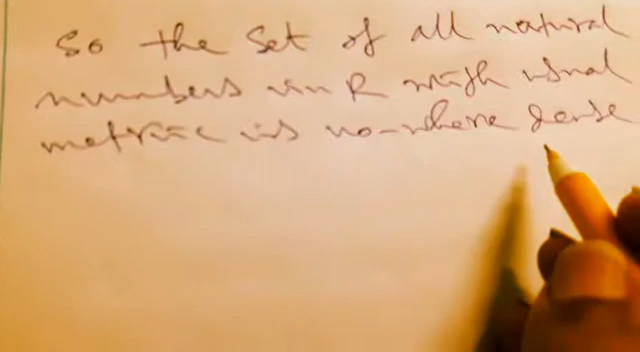 So the Set of all natural
numbers in R with usual
metric is no-where dense